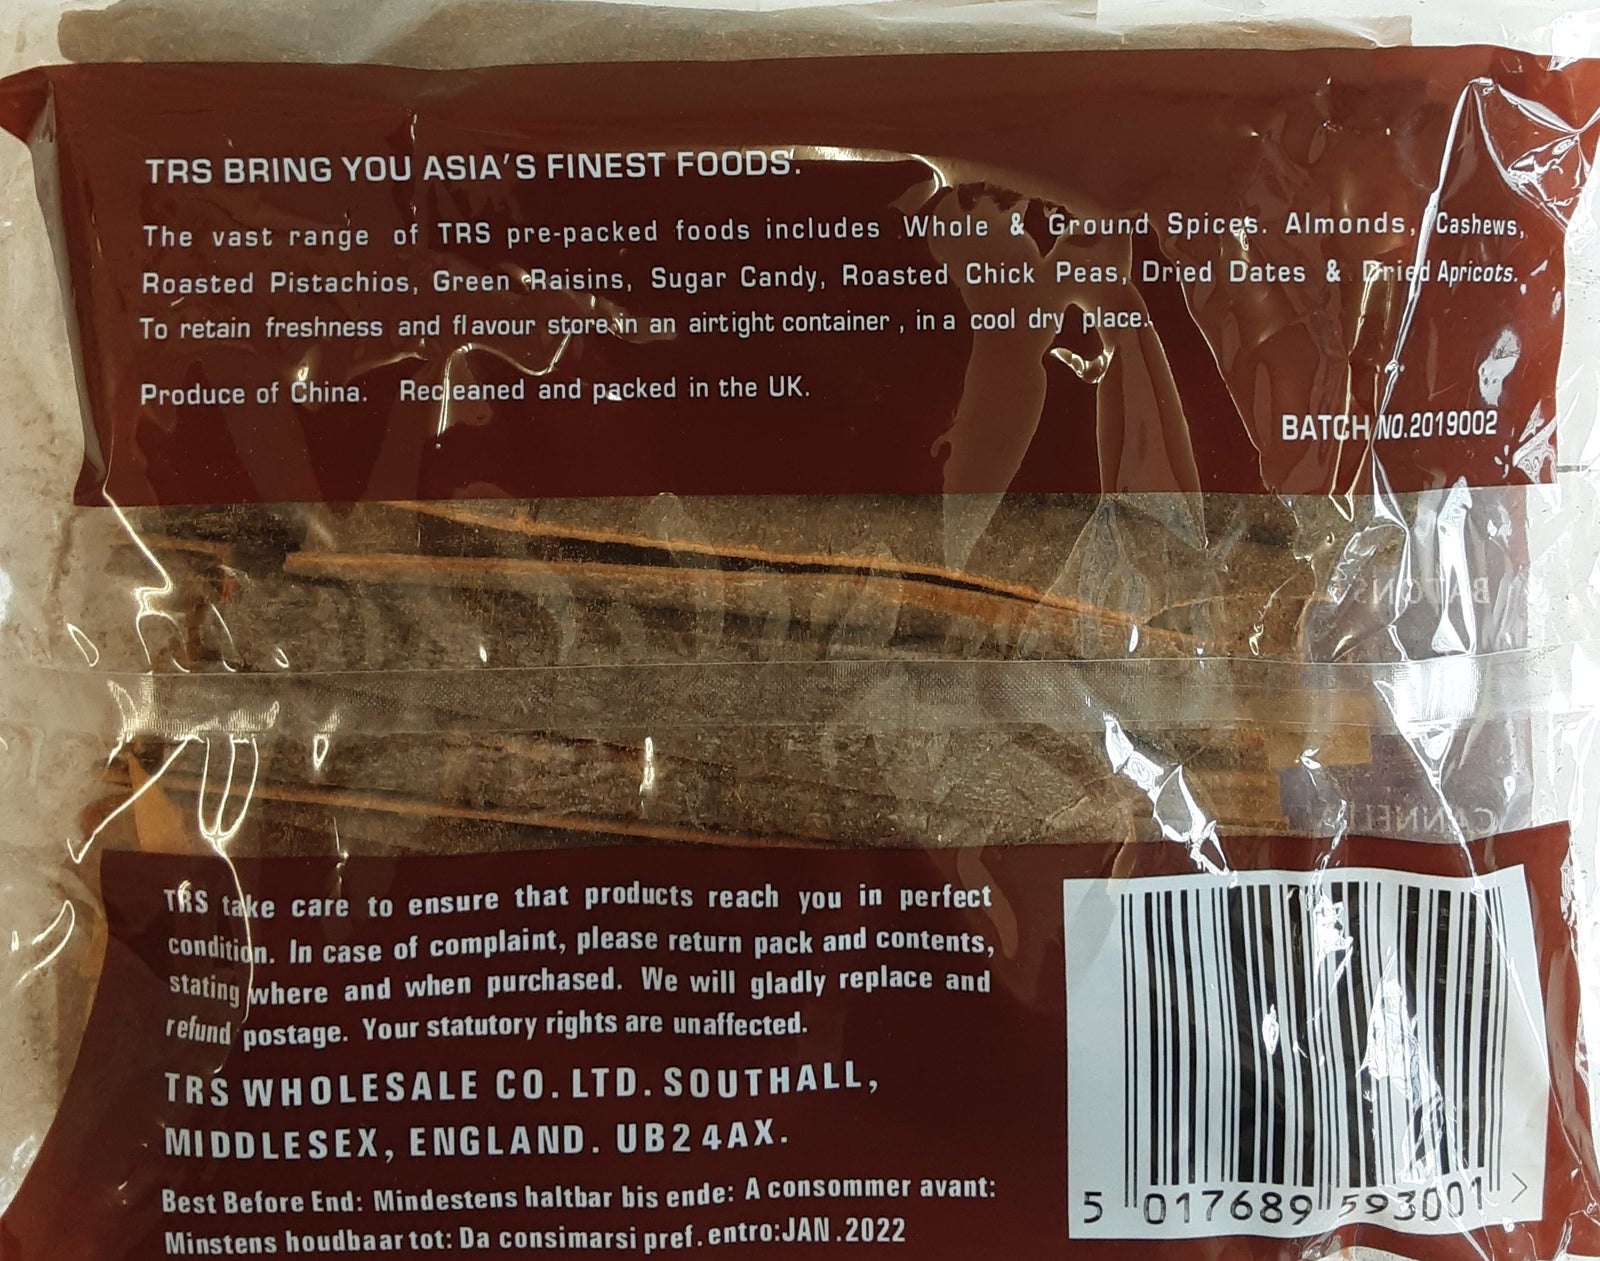 TRS BRING YOU ASIA'S FINEST FOODS.
The vast range of TRS pre-packed foods includes Whole & Ground Spices. Almonds, Cashews,
Roasted Pistachios, Green Raisins, Sugar Candy, Roasted Chick Peas, Dried Dates & Dried Apricots.
To retain freshness and flavour store in an airtight container , in a cool dry place.
Produce of China. Recleaned and packed in the UK.
BATCH NO.2019002
BATONS
CANNELLE
TRS take care to ensure that products reach you in perfect
condition. In case of complaint, please return pack and contents,
stating where and when purchased. We will gladly replace and
refund postage. Your statutory rights are unaffected.
TRS WHOLESALE CO. LTD. SOUTHALL,
MIDDLESEX, ENGLAND. UB2 4AX.
Best Before End: Mindestens haltbar bis ende: A consommer avant:
Minstens houdbaar tot: Da consimarsi pref. entro:JAN.2022
5 017689 593001 >